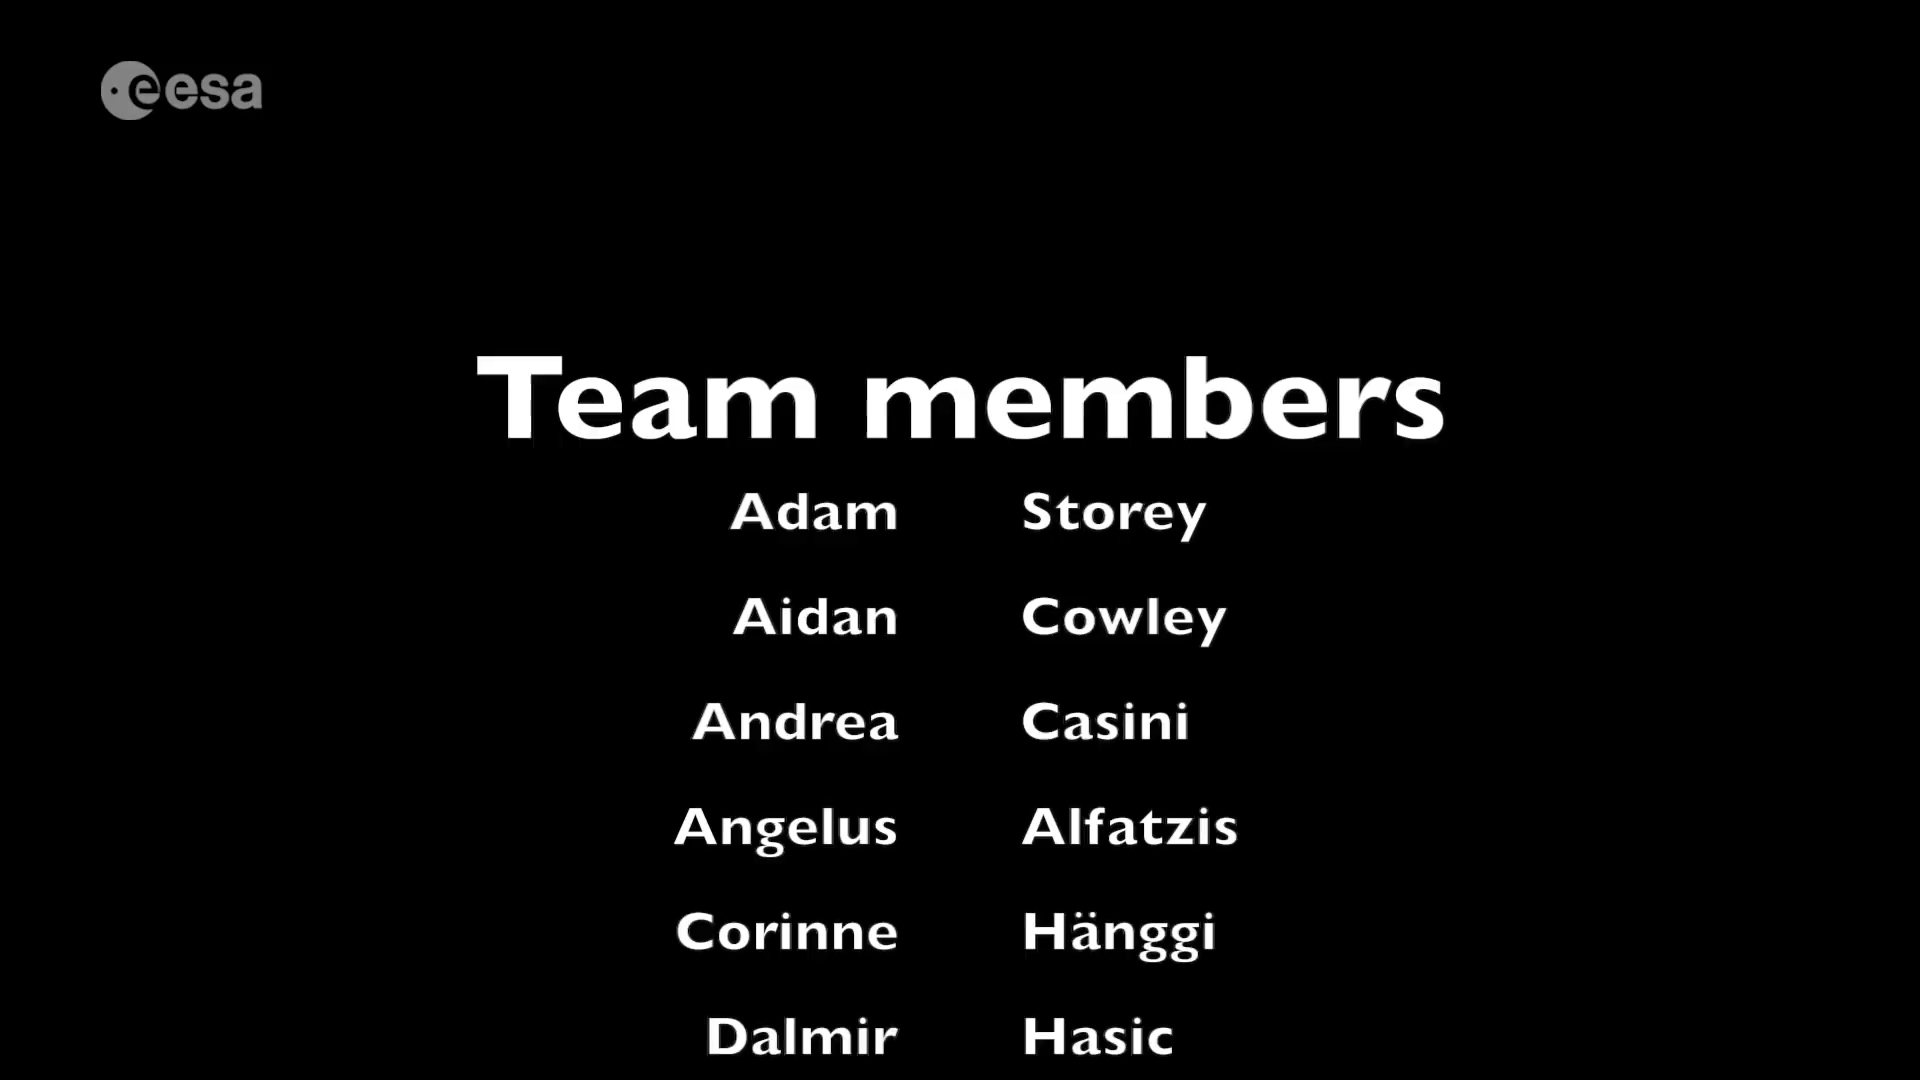 esa
Team members
Adam Storey
Aidan Cowley
Andrea Casini
Angelus Alfatzis
Corinne Hänggi
Dalmir Hasic